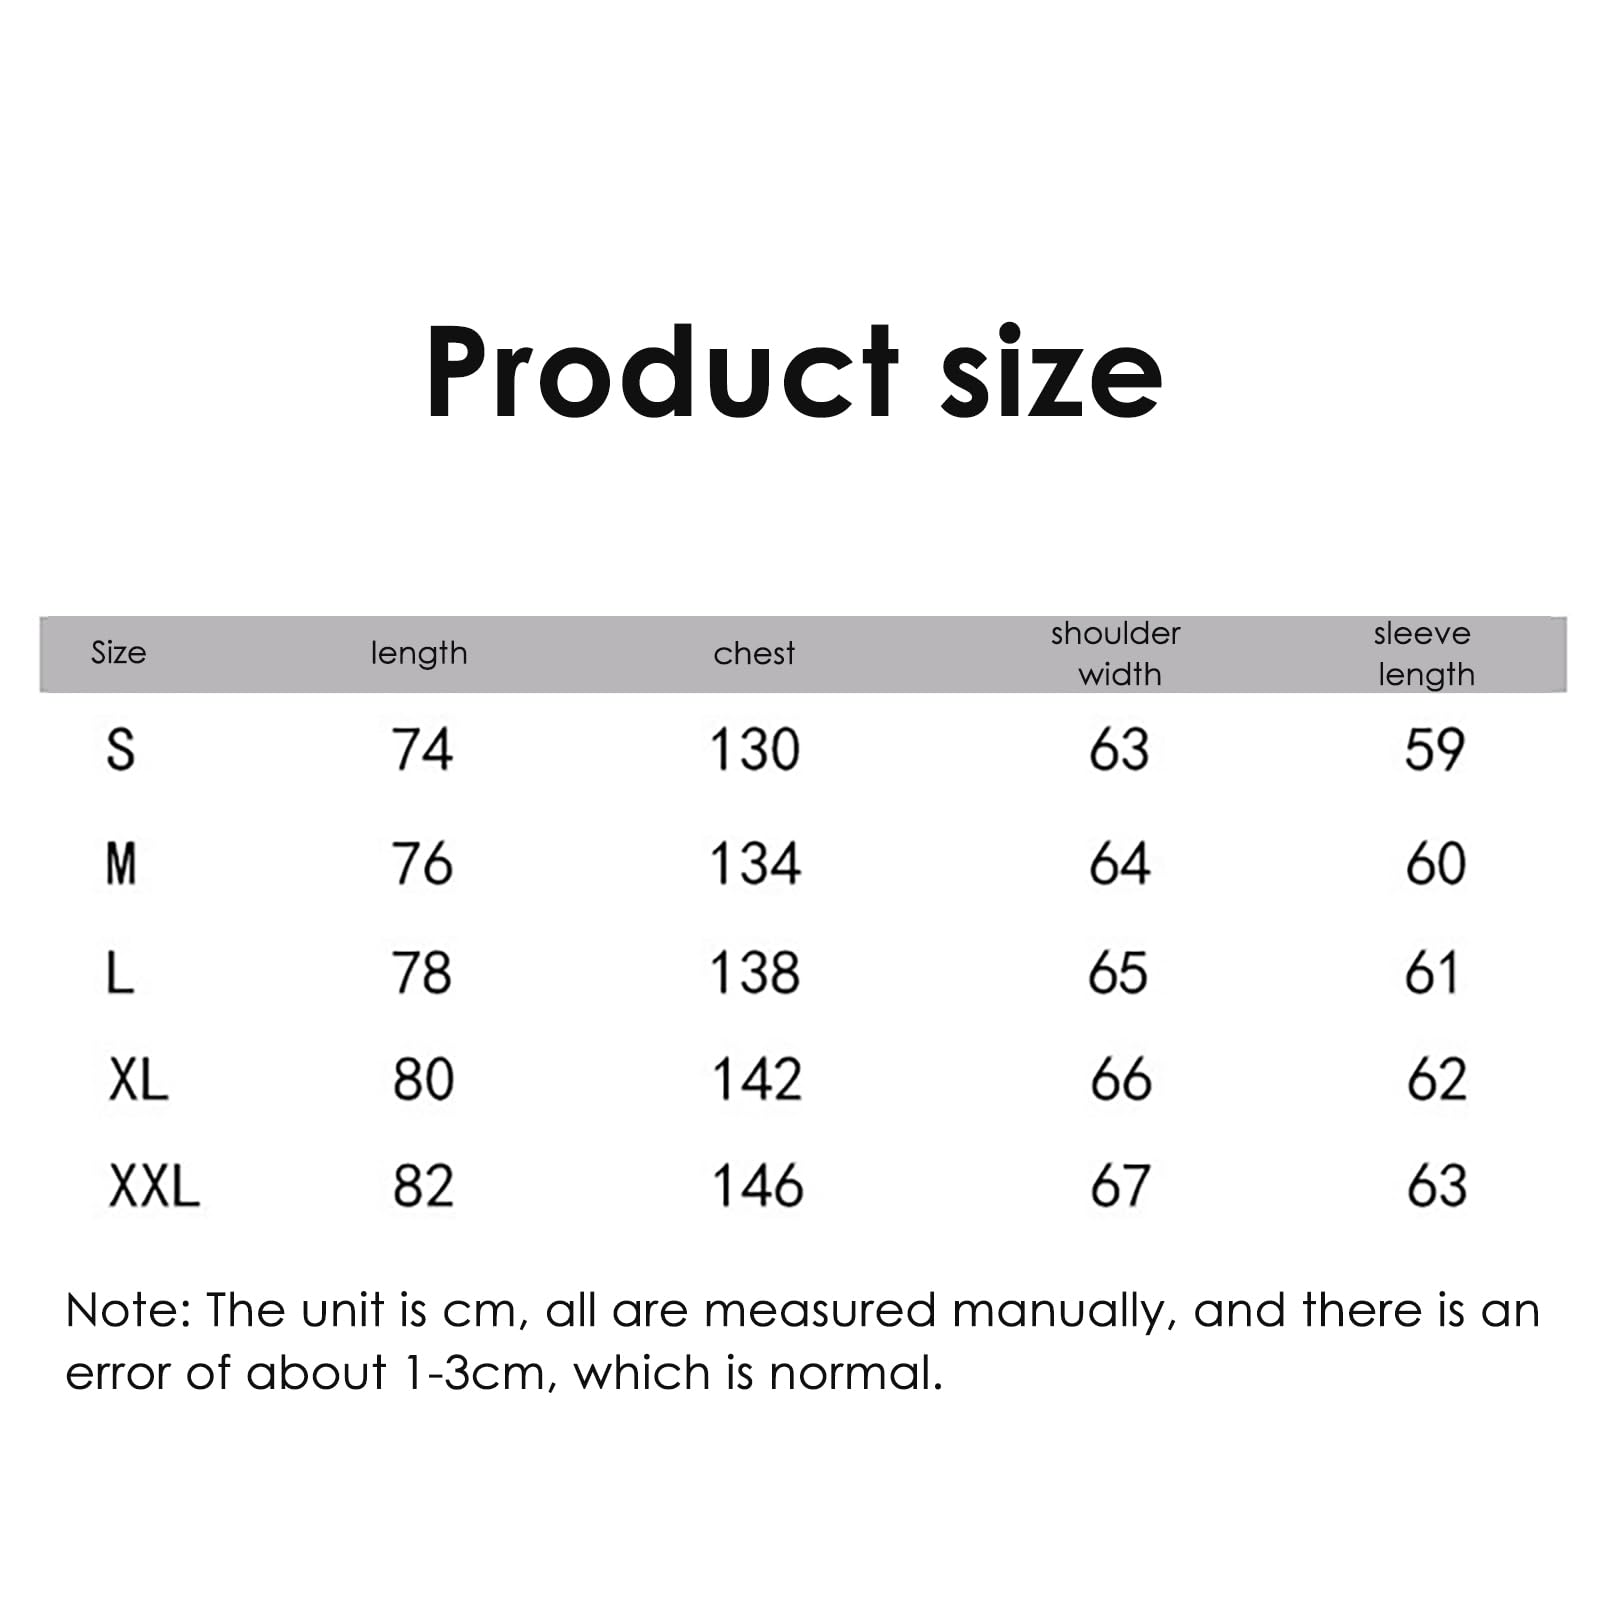 Product size
Size length chest shoulder width sleeve length
S 74 130 63 59
M 76 134 64 60
L 78 138 65 61
XL 80 142 66 62
XXL 82 146 67 63
Note: The unit is cm, all are measured manually, and there is an
error of about 1-3cm, which is normal.